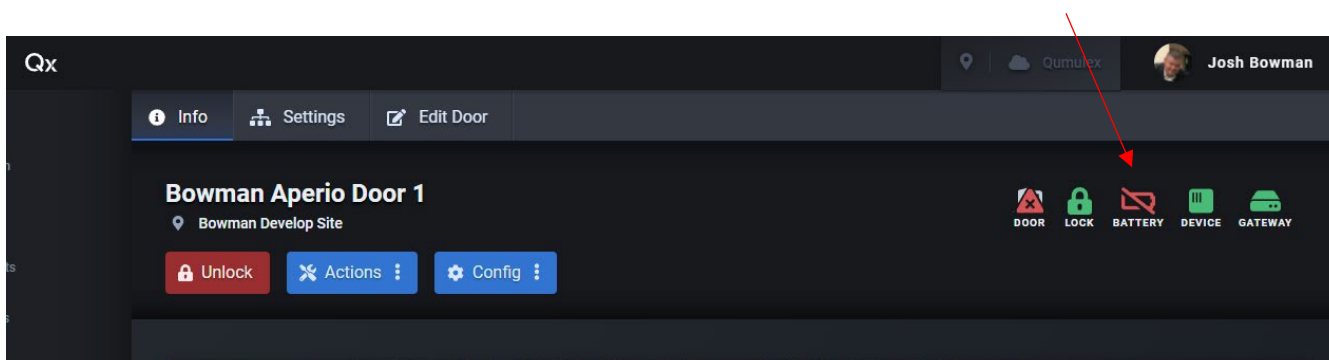 Qx
Qumulex
Josh Bowman
Info
Settings
Edit Door
Bowman Aperio Door 1
Bowman Develop Site
DOOR
LOCK
BATTERY
DEVICE
GATEWAY
Unlock
Actions
Config